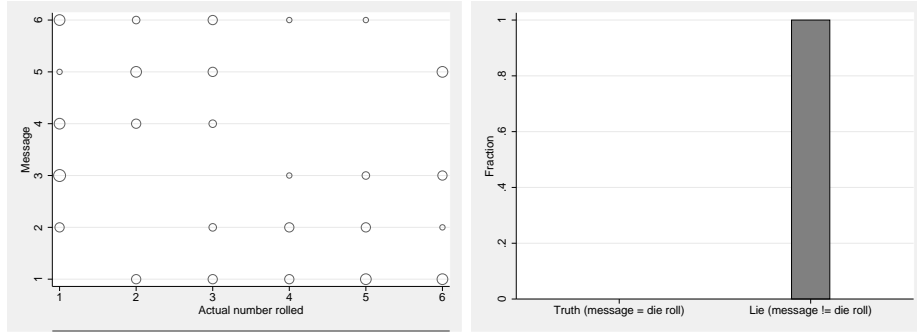 Message
6
5
4
3
2
1
1 2 3 4 5 6
Actual number rolled
Fraction
1
.8
.6
.4
.2
0
Truth (message = die roll) Lie (message != die roll)